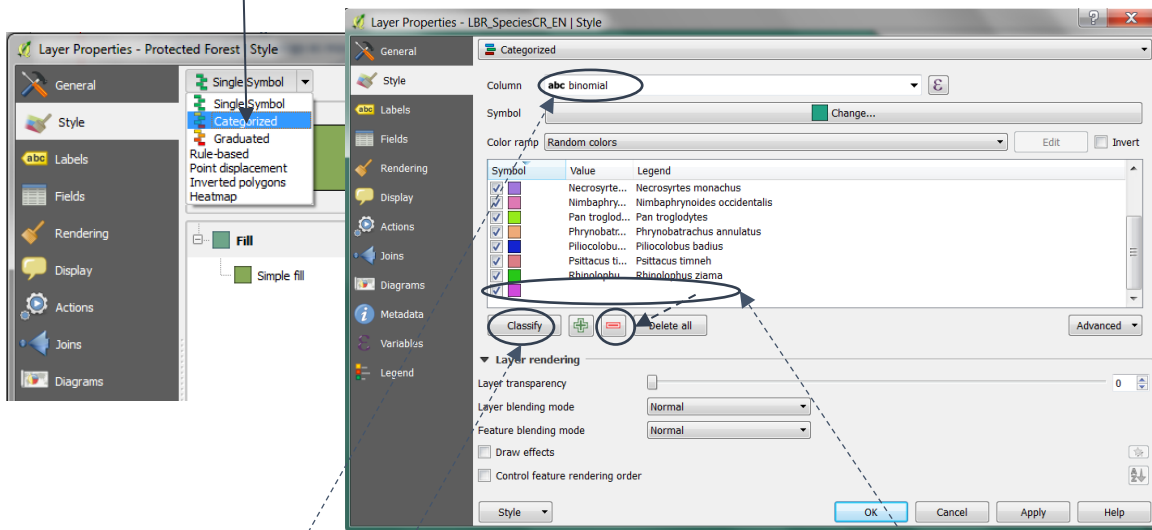 Layer Properties - Protected Forest Style
General
Style
Labels
Fields
Rendering
Display
Actions
Joins
Diagrams
Single Symbol
Single Symbol
Categorized
Graduated
Rule-based
Point displacement
Inverted polygons
Heatmap
Fill
Simple fill
Layer Properties - LBR_SpeciesCR_EN | Style
General
Style
Labels
Fields
Rendering
Display
Actions
Joins
Diagrams
Metadata
Variables
Legend
Categorized
Column abc binomial ε
Symbol Change...
Color ramp Random colors Edit Invert
Symbol Value Legend
Necrosyrte... Necrosyrtes monachus
Nimbaphry... Nimbaphrynoides occidentalis
Pan troglod... Pan troglodytes
Phrynobatr... Phrynobatrachus annulatus
Piliocolobu... Piliocolobus badius
Psittacus ti... Psittacus timneh
Rhinolophu... Rhinolophus ziama
Classify Delete all Advanced
Layer rendering
Layer transparency 0
Layer blending mode Normal
Feature blending mode Normal
Draw effects
Control feature rendering order
Style OK Cancel Apply Help